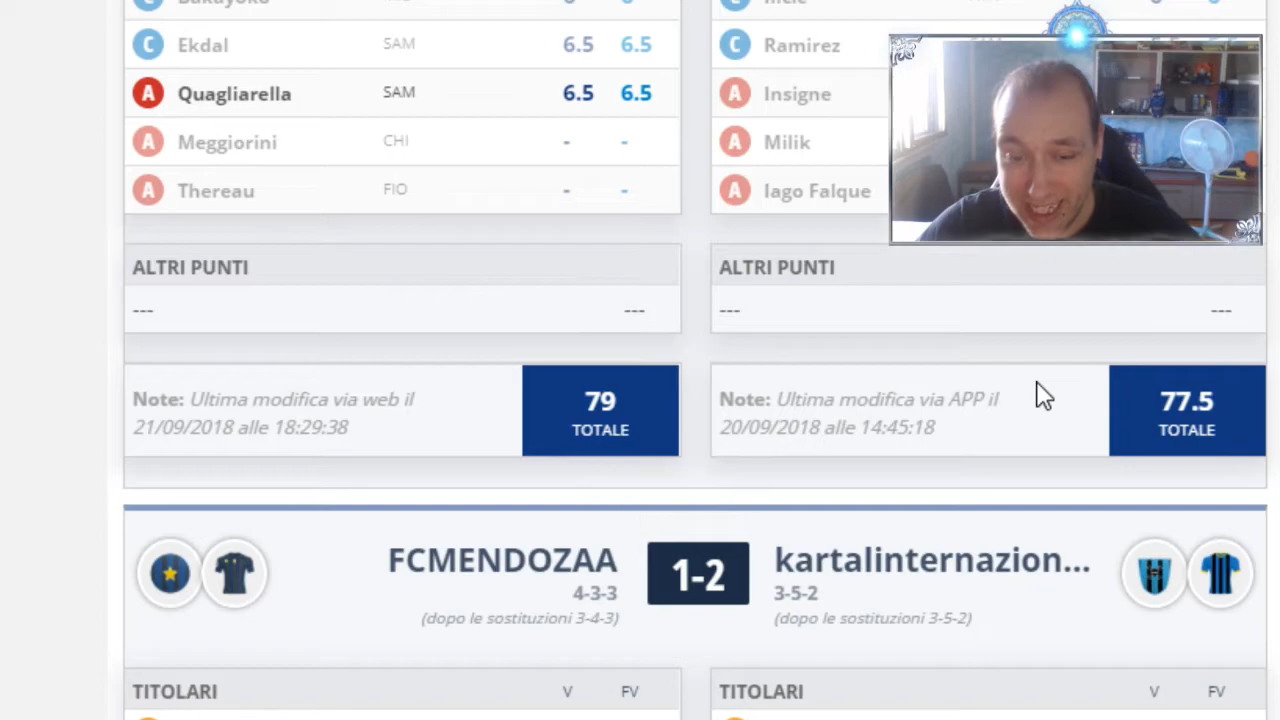 Ekdal SAM 6.5 6.5 C Ramirez
A Quagliarella SAM 6.5 6.5 A Insigne
A Meggiorini CHI - - A Milik
A Thereau FIO - - A Iago Falque
ALTRI PUNTI ALTRI PUNTI
--- --- --- ---
Note: Ultima modifica via web il 79 Note: Ultima modifica via APP il 77.5
21/09/2018 alle 18:29:38 TOTALE 20/09/2018 alle 14:45:18 TOTALE
FCMENDOZAA 1-2 kartalinternazion...
4-3-3 3-5-2
(dopo le sostituzioni 3-4-3) (dopo le sostituzioni 3-5-2)
TITOLARI V FV TITOLARI V FV